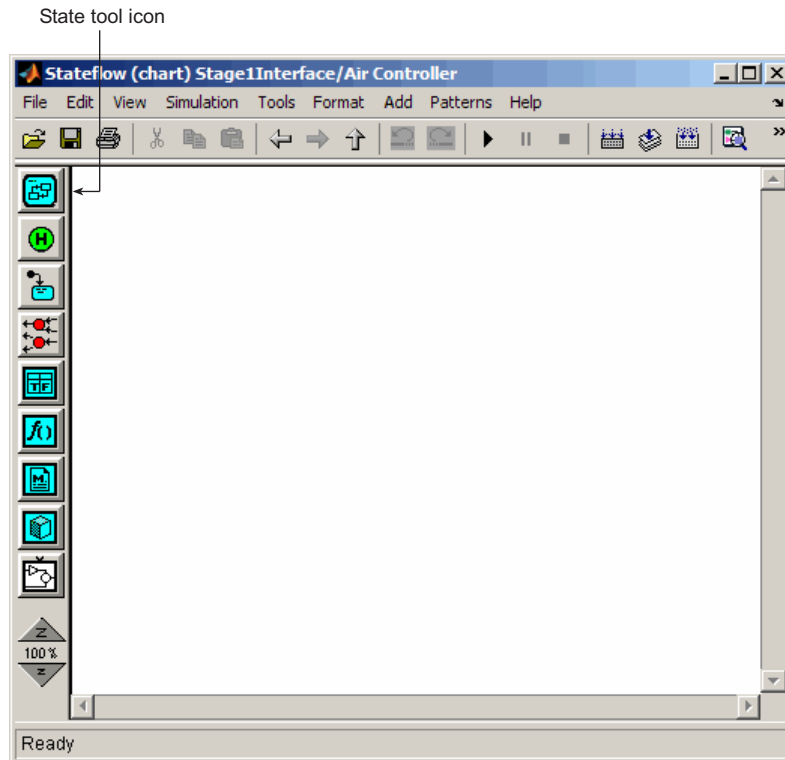 State tool icon
Stateflow (chart) Stage1Interface/Air Controller
File Edit View Simulation Tools Format Add Patterns Help
H
TF
f()
M
Z
100%
z
Ready